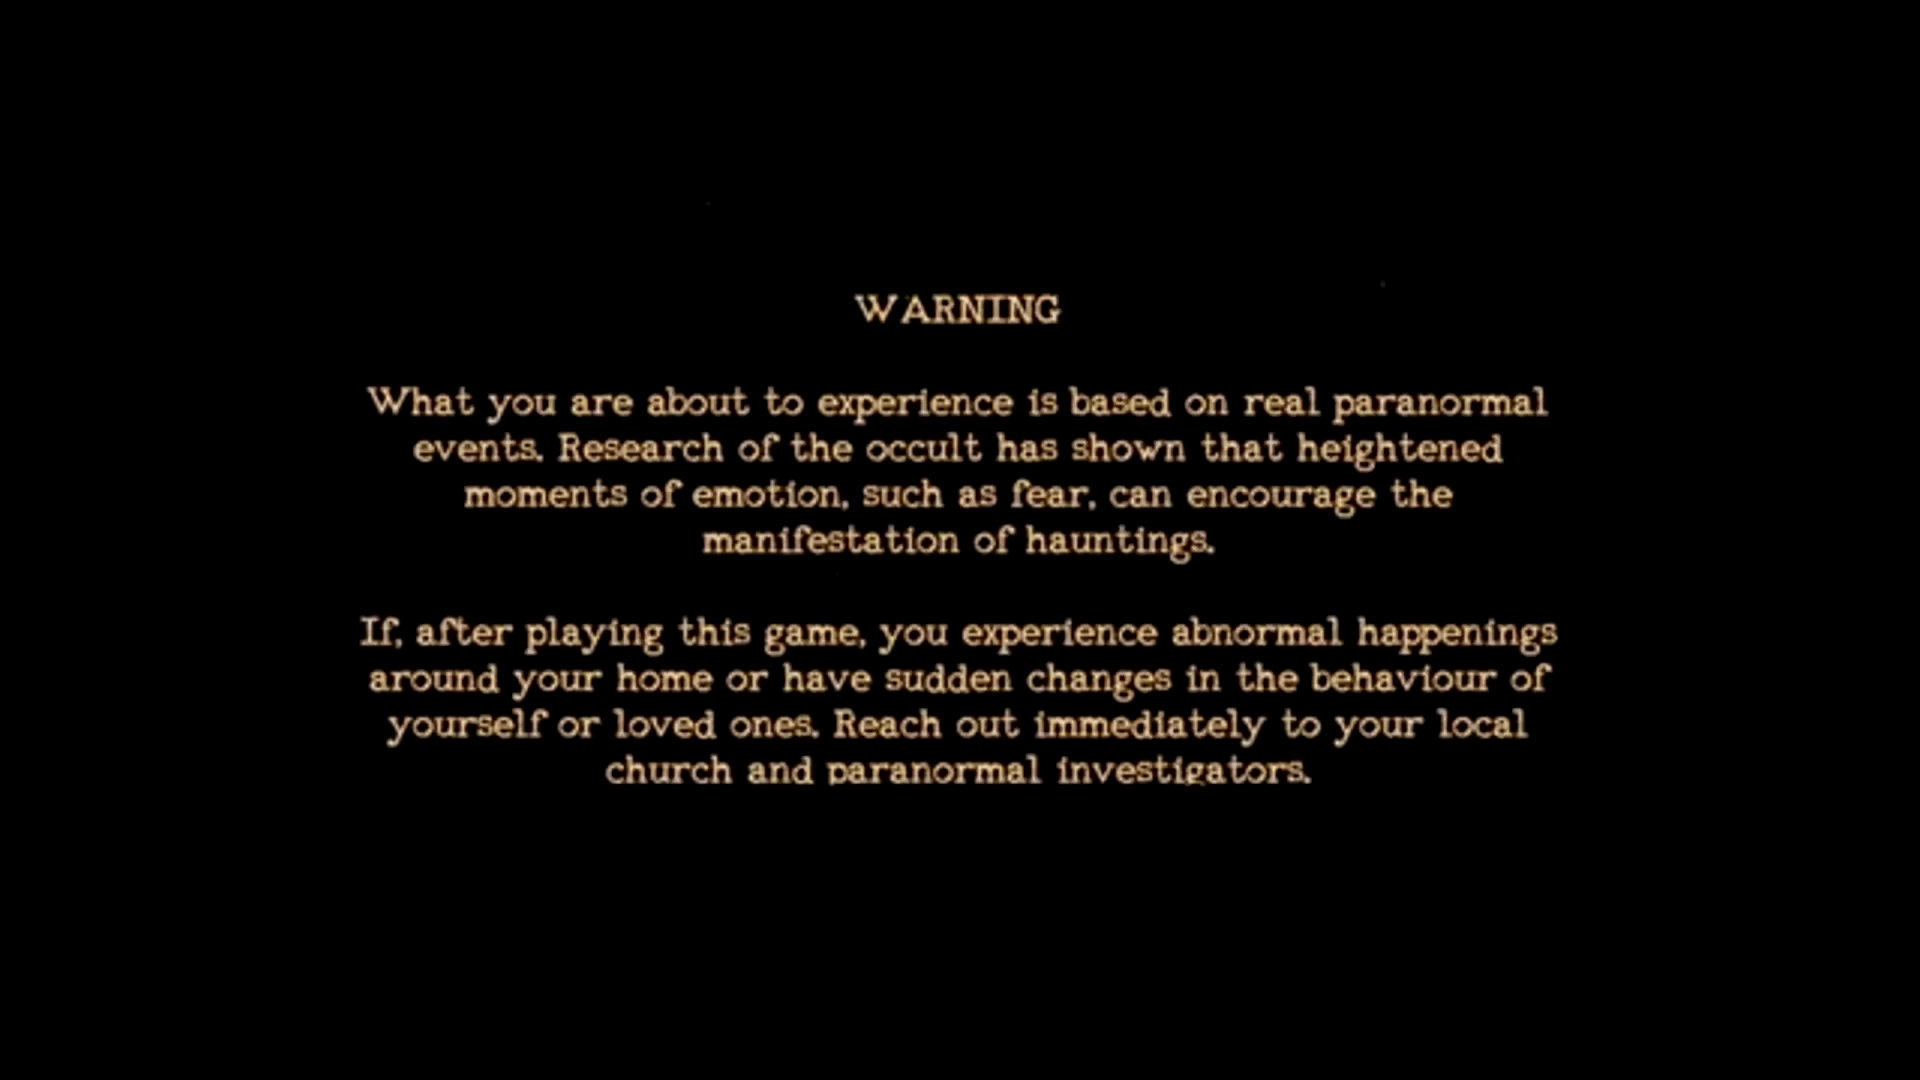 WARNING
What you are about to experience is based on real paranormal
events. Research of the occult has shown that heightened
moments of emotion, such as fear, can encourage the
manifestation of hauntings.
If, after playing this game, you experience abnormal happenings
around your home or have sudden changes in the behaviour of
yourself or loved ones. Reach out immediately to your local
church and paranormal investigators.